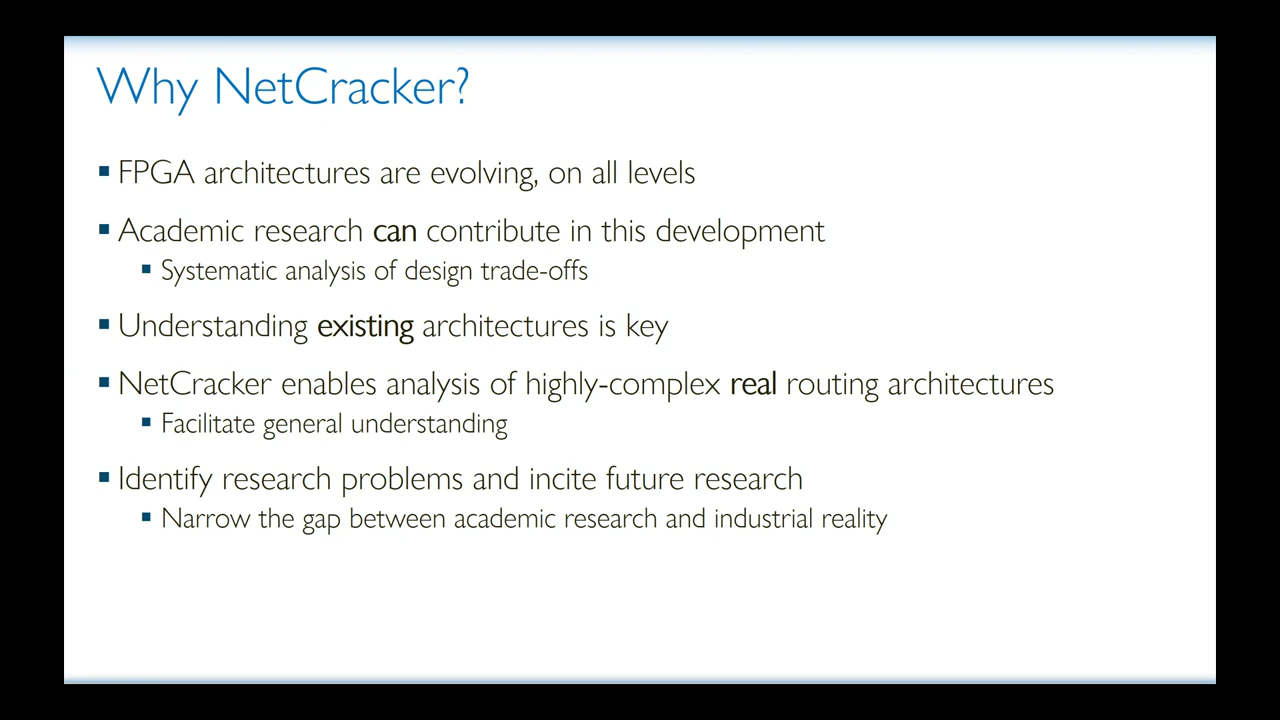 Why NetCracker?
FPGA architectures are evolving, on all levels
Academic research can contribute in this development
Systematic analysis of design trade-offs
Understanding existing architectures is key
NetCracker enables analysis of highly-complex real routing architectures
Facilitate general understanding
Identify research problems and incite future research
Narrow the gap between academic research and industrial reality